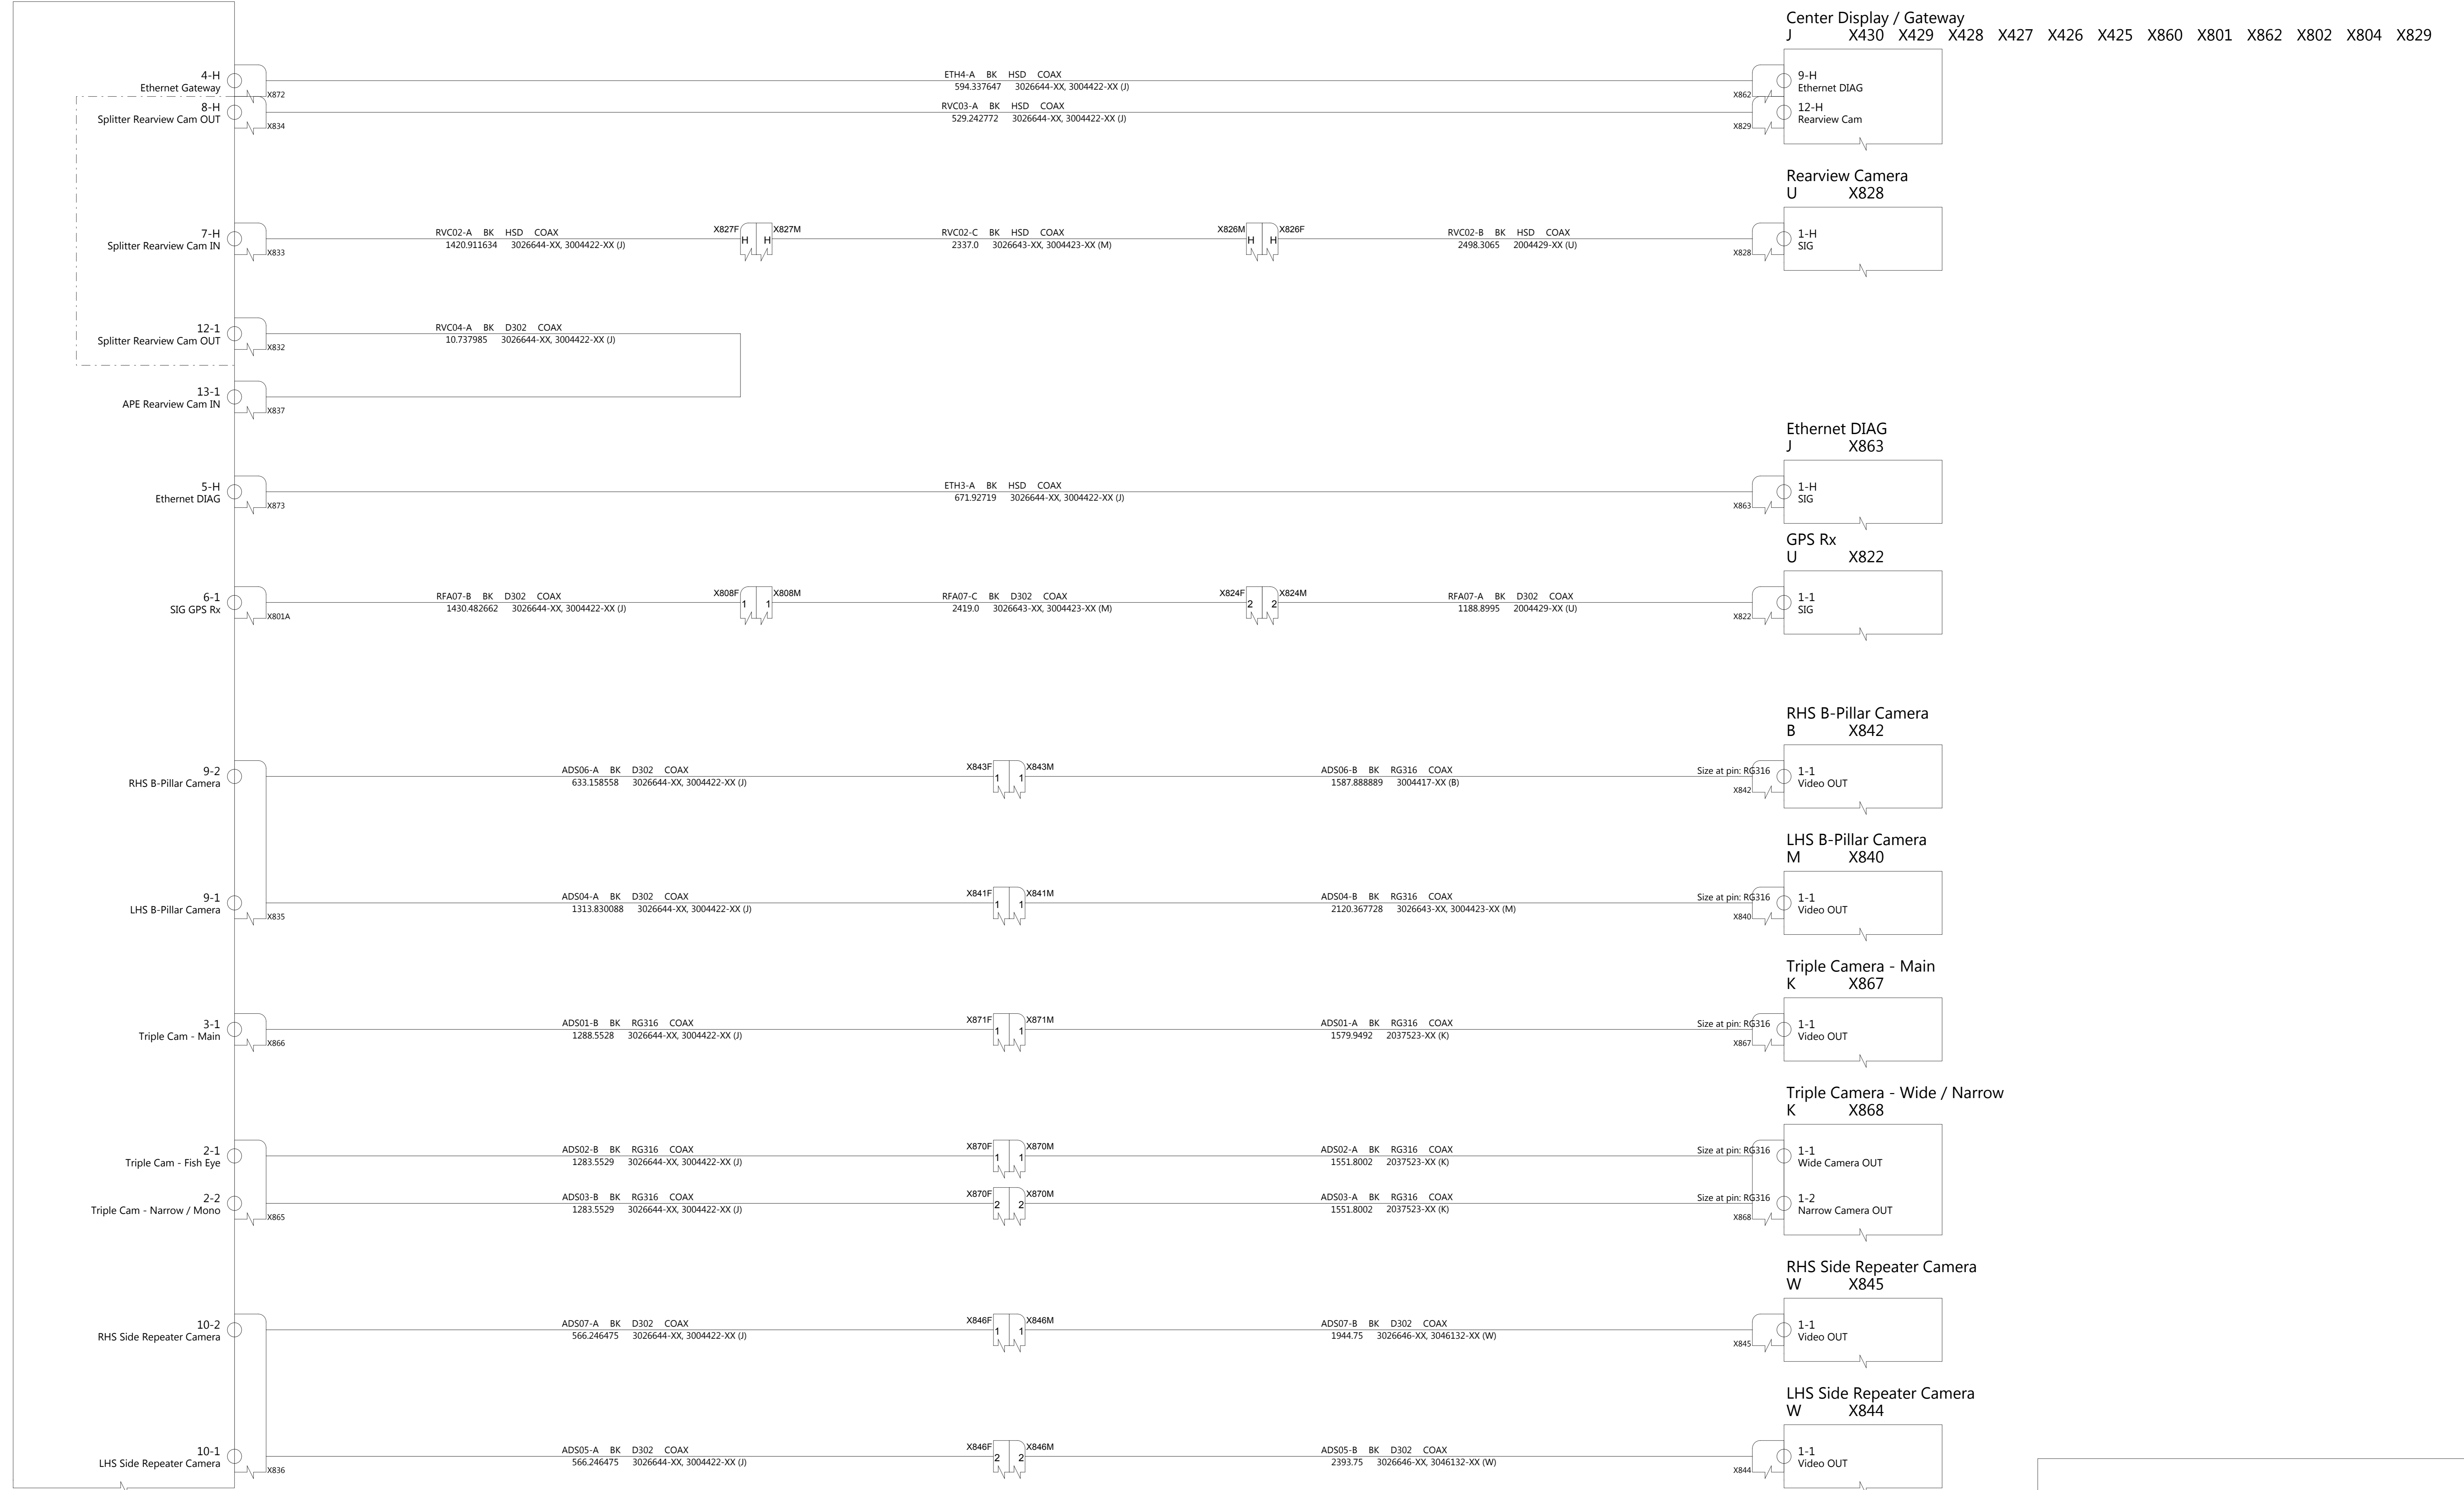 Center Display / Gateway
J X430 X429 X428 X427 X426 X425 X860 X801 X862 X802 X804 X829
4-H ETH4-A BK HSD COAX 9-H
Ethernet Gateway 594.337647 3026644-XX, 3004422-XX (J) Ethernet DIAG
X872 X862
8-H RVC03-A BK HSD COAX 12-H
Splitter Rearview Cam OUT 529.242772 3026644-XX, 3004422-XX (J) Rearview Cam
X834 X829
Rearview Camera
U X828
7-H RVC02-A BK HSD COAX X827F X827M RVC02-C BK HSD COAX X826M X826F RVC02-B BK HSD COAX 1-H
Splitter Rearview Cam IN 1420.911634 3026644-XX, 3004422-XX (J) H H 2337.0 3026643-XX, 3004423-XX (M) H H 2498.3065 2004429-XX (U) SIG
X833 X828
12-1 RVC04-A BK D302 COAX
Splitter Rearview Cam OUT 10.737985 3026644-XX, 3004422-XX (J)
X832
13-1
APE Rearview Cam IN
X837
Ethernet DIAG
J X863
5-H ETH3-A BK HSD COAX 1-H
Ethernet DIAG 671.92719 3026644-XX, 3004422-XX (J) SIG
X873 X863
GPS Rx
U X822
6-1 RFA07-B BK D302 COAX X808F X808M RFA07-C BK D302 COAX X824F X824M RFA07-A BK D302 COAX 1-1
SIG GPS Rx 1430.482662 3026644-XX, 3004422-XX (J) 1 1 2419.0 3026643-XX, 3004423-XX (M) 2 2 1188.8995 2004429-XX (U) SIG
X801A X822
RHS B-Pillar Camera
B X842
9-2 ADS06-A BK D302 COAX X843F X843M ADS06-B BK RG316 COAX Size at pin: RG316 1-1
RHS B-Pillar Camera 633.158558 3026644-XX, 3004422-XX (J) 1 1 1587.888889 3004417-XX (B) Video OUT
X842
LHS B-Pillar Camera
M X840
9-1 ADS04-A BK D302 COAX X841F X841M ADS04-B BK RG316 COAX Size at pin: RG316 1-1
LHS B-Pillar Camera 1313.830088 3026644-XX, 3004422-XX (J) 1 1 2120.367728 3026643-XX, 3004423-XX (M) Video OUT
X835 X840
Triple Camera - Main
K X867
3-1 ADS01-B BK RG316 COAX X871F X871M ADS01-A BK RG316 COAX Size at pin: RG316 1-1
Triple Cam - Main 1288.5528 3026644-XX, 3004422-XX (J) 1 1 1579.9492 2037523-XX (K) Video OUT
X866 X867
Triple Camera - Wide / Narrow
K X868
2-1 ADS02-B BK RG316 COAX X870F X870M ADS02-A BK RG316 COAX Size at pin: RG316 1-1
Triple Cam - Fish Eye 1283.5529 3026644-XX, 3004422-XX (J) 1 1 1551.8002 2037523-XX (K) Wide Camera OUT
2-2 ADS03-B BK RG316 COAX X870F X870M ADS03-A BK RG316 COAX Size at pin: RG316 1-2
Triple Cam - Narrow / Mono 1283.5529 3026644-XX, 3004422-XX (J) 2 2 1551.8002 2037523-XX (K) Narrow Camera OUT
X865 X868
RHS Side Repeater Camera
W X845
10-2 ADS07-A BK D302 COAX X846F X846M ADS07-B BK D302 COAX 1-1
RHS Side Repeater Camera 566.246475 3026644-XX, 3004422-XX (J) 1 1 1944.75 3026646-XX, 3046132-XX (W) Video OUT
X845
LHS Side Repeater Camera
W X844
10-1 ADS05-A BK D302 COAX X846F X846M ADS05-B BK D302 COAX 1-1
LHS Side Repeater Camera 566.246475 3026644-XX, 3004422-XX (J) 2 2 2393.75 3026646-XX, 3046132-XX (W) Video OUT
X836 X844